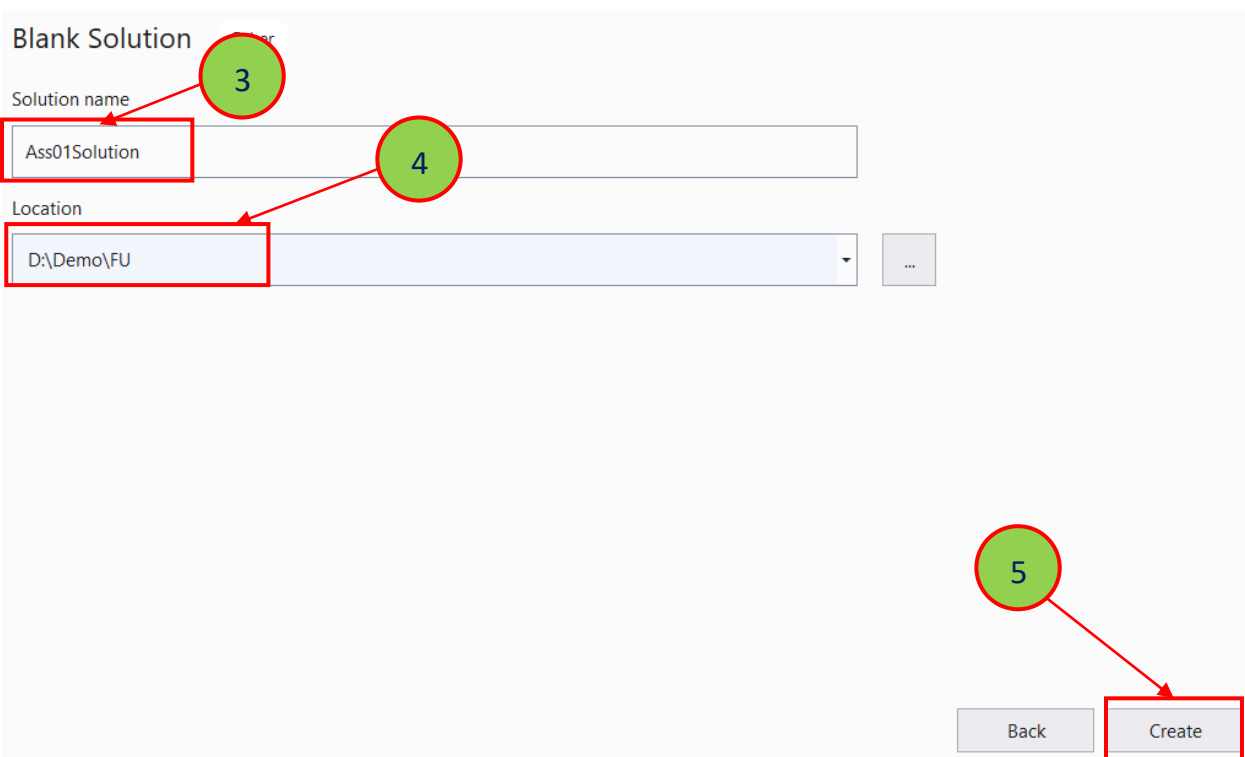 Blank Solution
3
Solution name
Ass01Solution
4
Location
D:\Demo\FU
...
5
Back Create